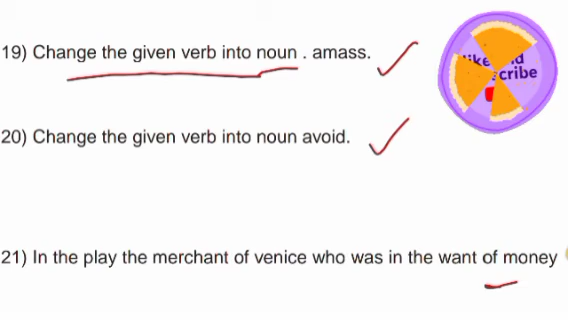 19) Change the given verb into noun . amass.
20) Change the given verb into noun avoid.
21) In the play the merchant of venice who was in the want of money